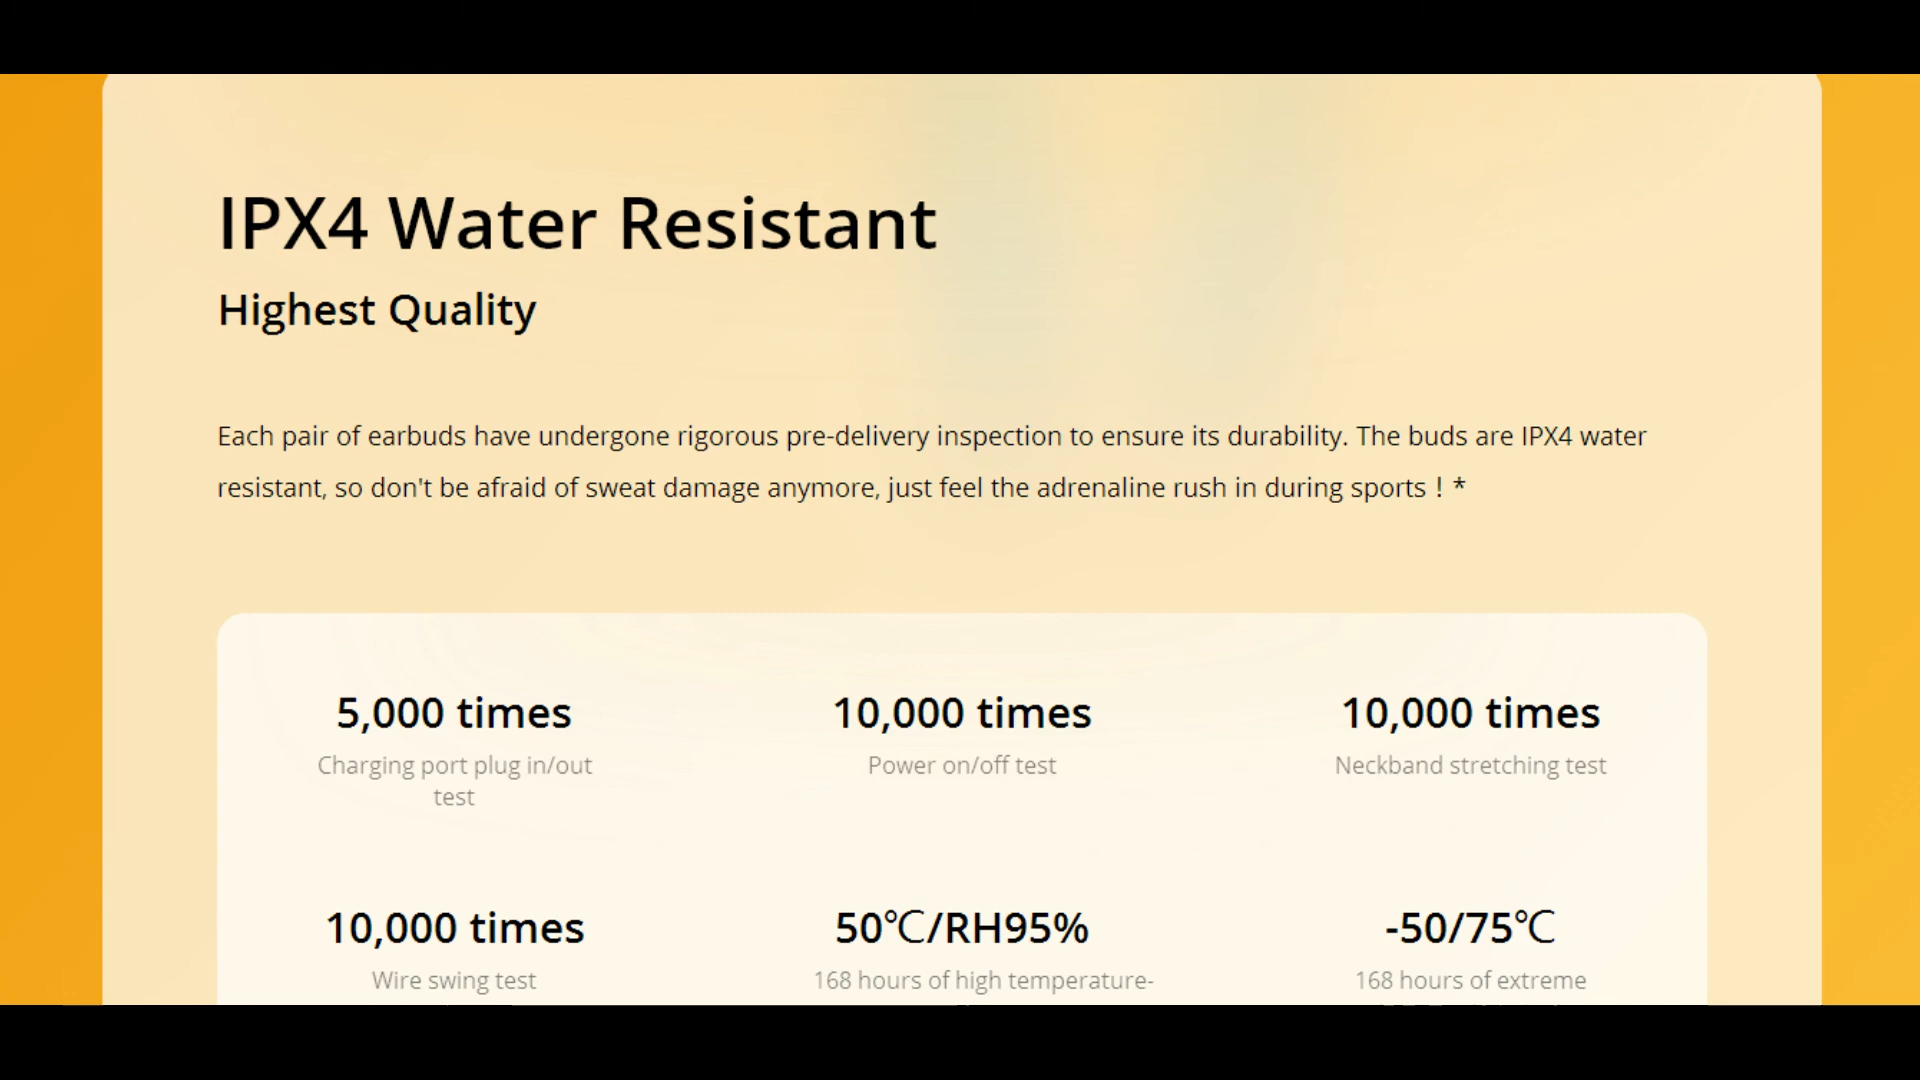 IPX4 Water Resistant
Highest Quality
Each pair of earbuds have undergone rigorous pre-delivery inspection to ensure its durability. The buds are IPX4 water
resistant, so don't be afraid of sweat damage anymore, just feel the adrenaline rush in during sports ! *
5,000 times
Charging port plug in/out
test
10,000 times
Power on/off test
10,000 times
Neckband stretching test
10,000 times
Wire swing test
50℃/RH95%
168 hours of high temperature-
-50/75℃
168 hours of extreme